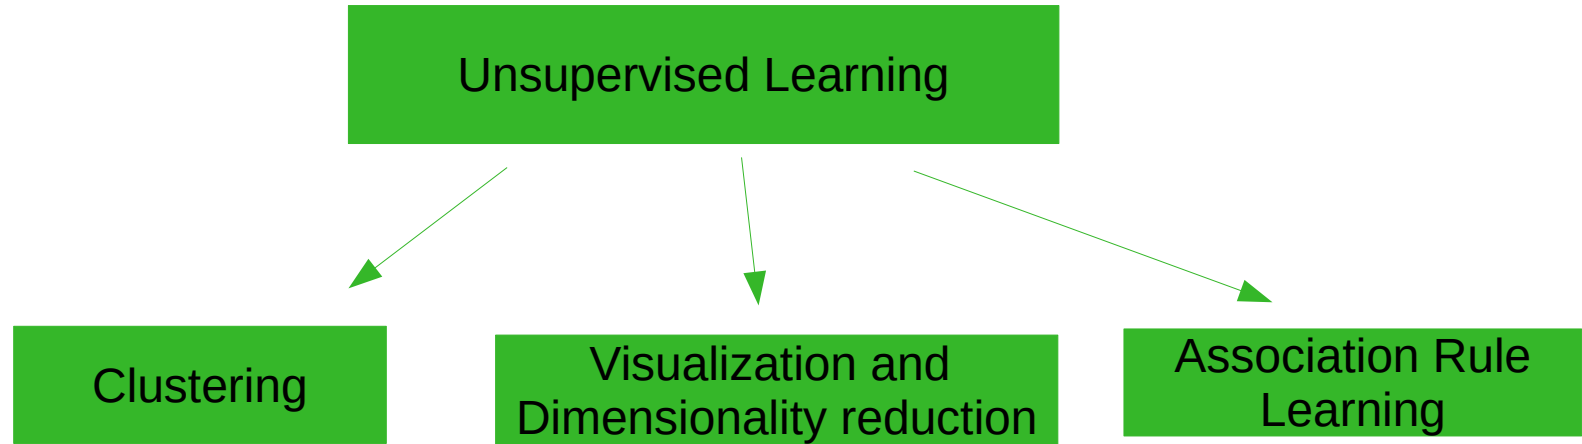 Unsupervised Learning
Clustering
Visualization and
Dimensionality reduction
Association Rule
Learning